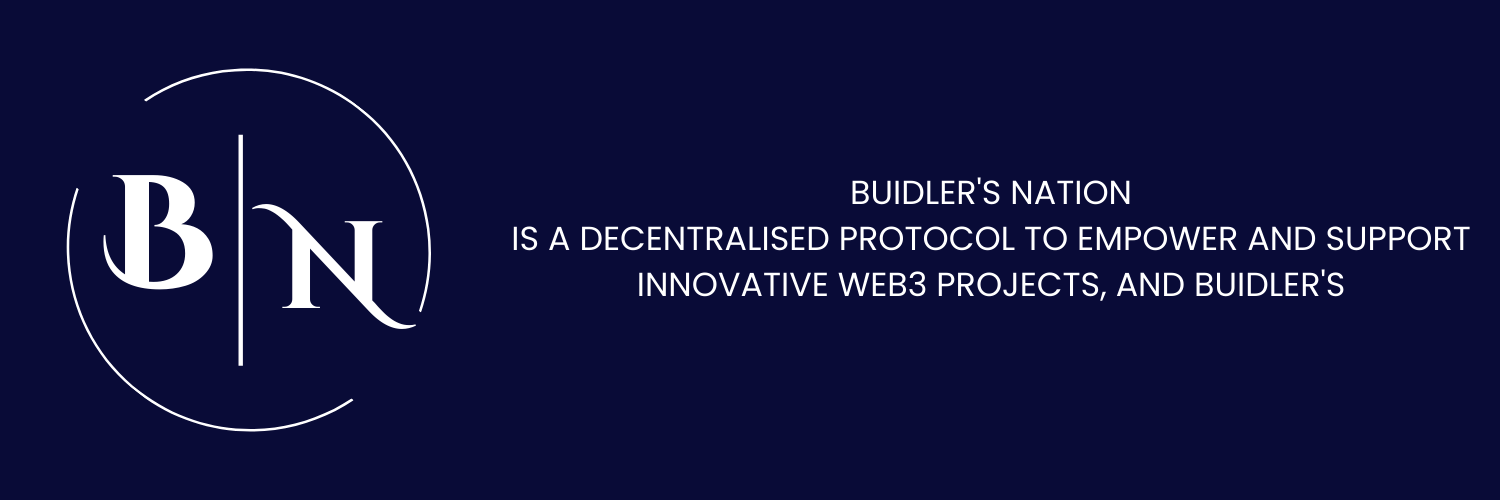 B N
BUIDLER'S NATION
IS A DECENTRALISED PROTOCOL TO EMPOWER AND SUPPORT
INNOVATIVE WEB3 PROJECTS, AND BUIDLER'S